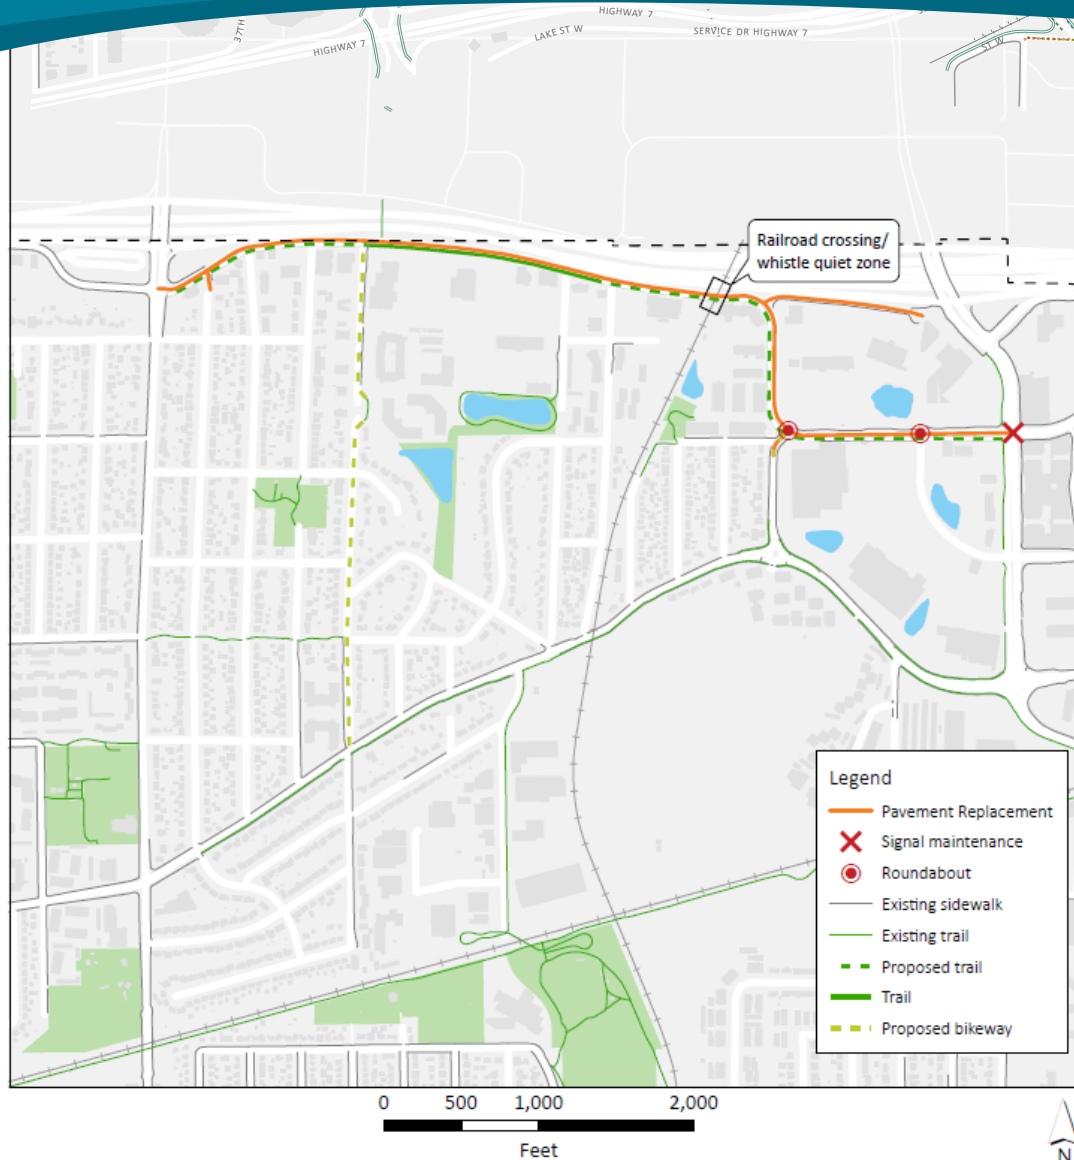 HIGHWAY 7
37TH
HIGHWAY 7
LAKE ST W
SERVICE DR HIGHWAY 7
ST W
Railroad crossing/
whistle quiet zone
Legend
Pavement Replacement
Signal maintenance
Roundabout
Existing sidewalk
Existing trail
Proposed trail
Trail
Proposed bikeway
0 500 1,000 2,000
Feet
N